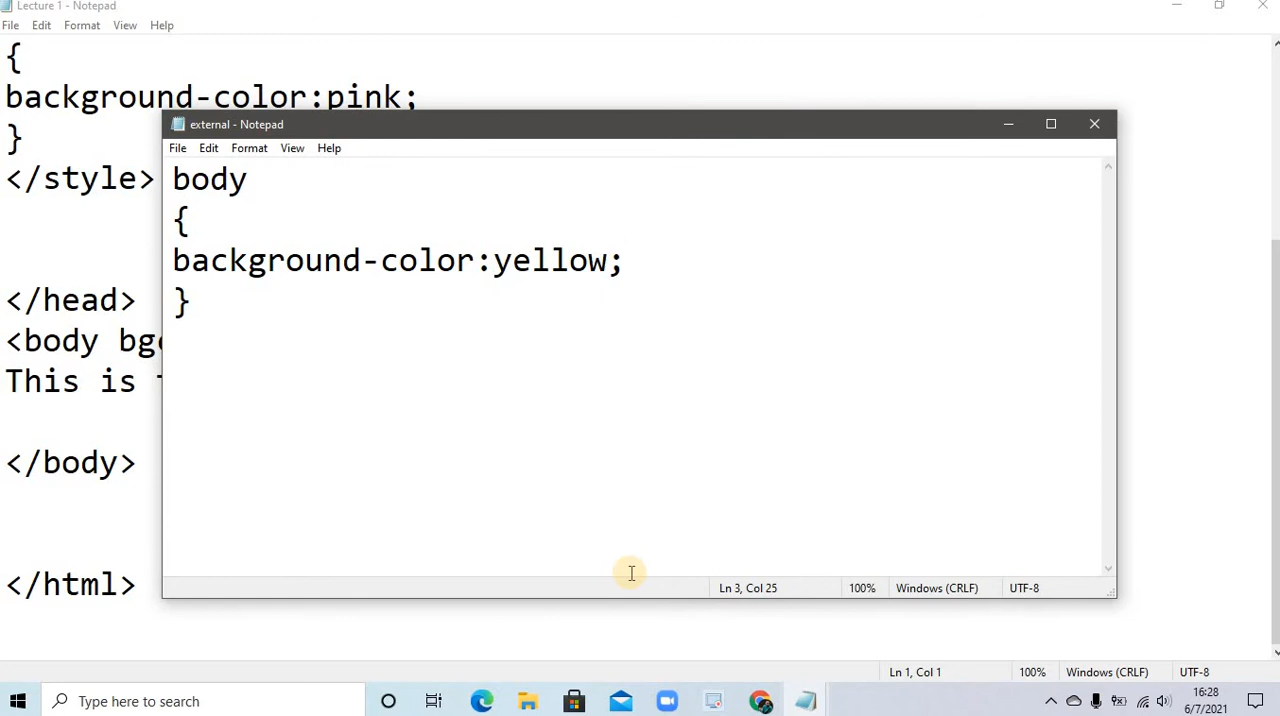 Lecture 1 - Notepad
File Edit Format View Help
{
background-color:pink;
}
</style>
</head>
<body
This is
</body>
</html>
external - Notepad
File Edit Format View Help
body
{
background-color:yellow;
}
Ln 3, Col 25 100% Windows (CRLF) UTF-8
Ln 1, Col 1 100% Windows (CRLF) UTF-8
Type here to search
16:28
6/7/2021